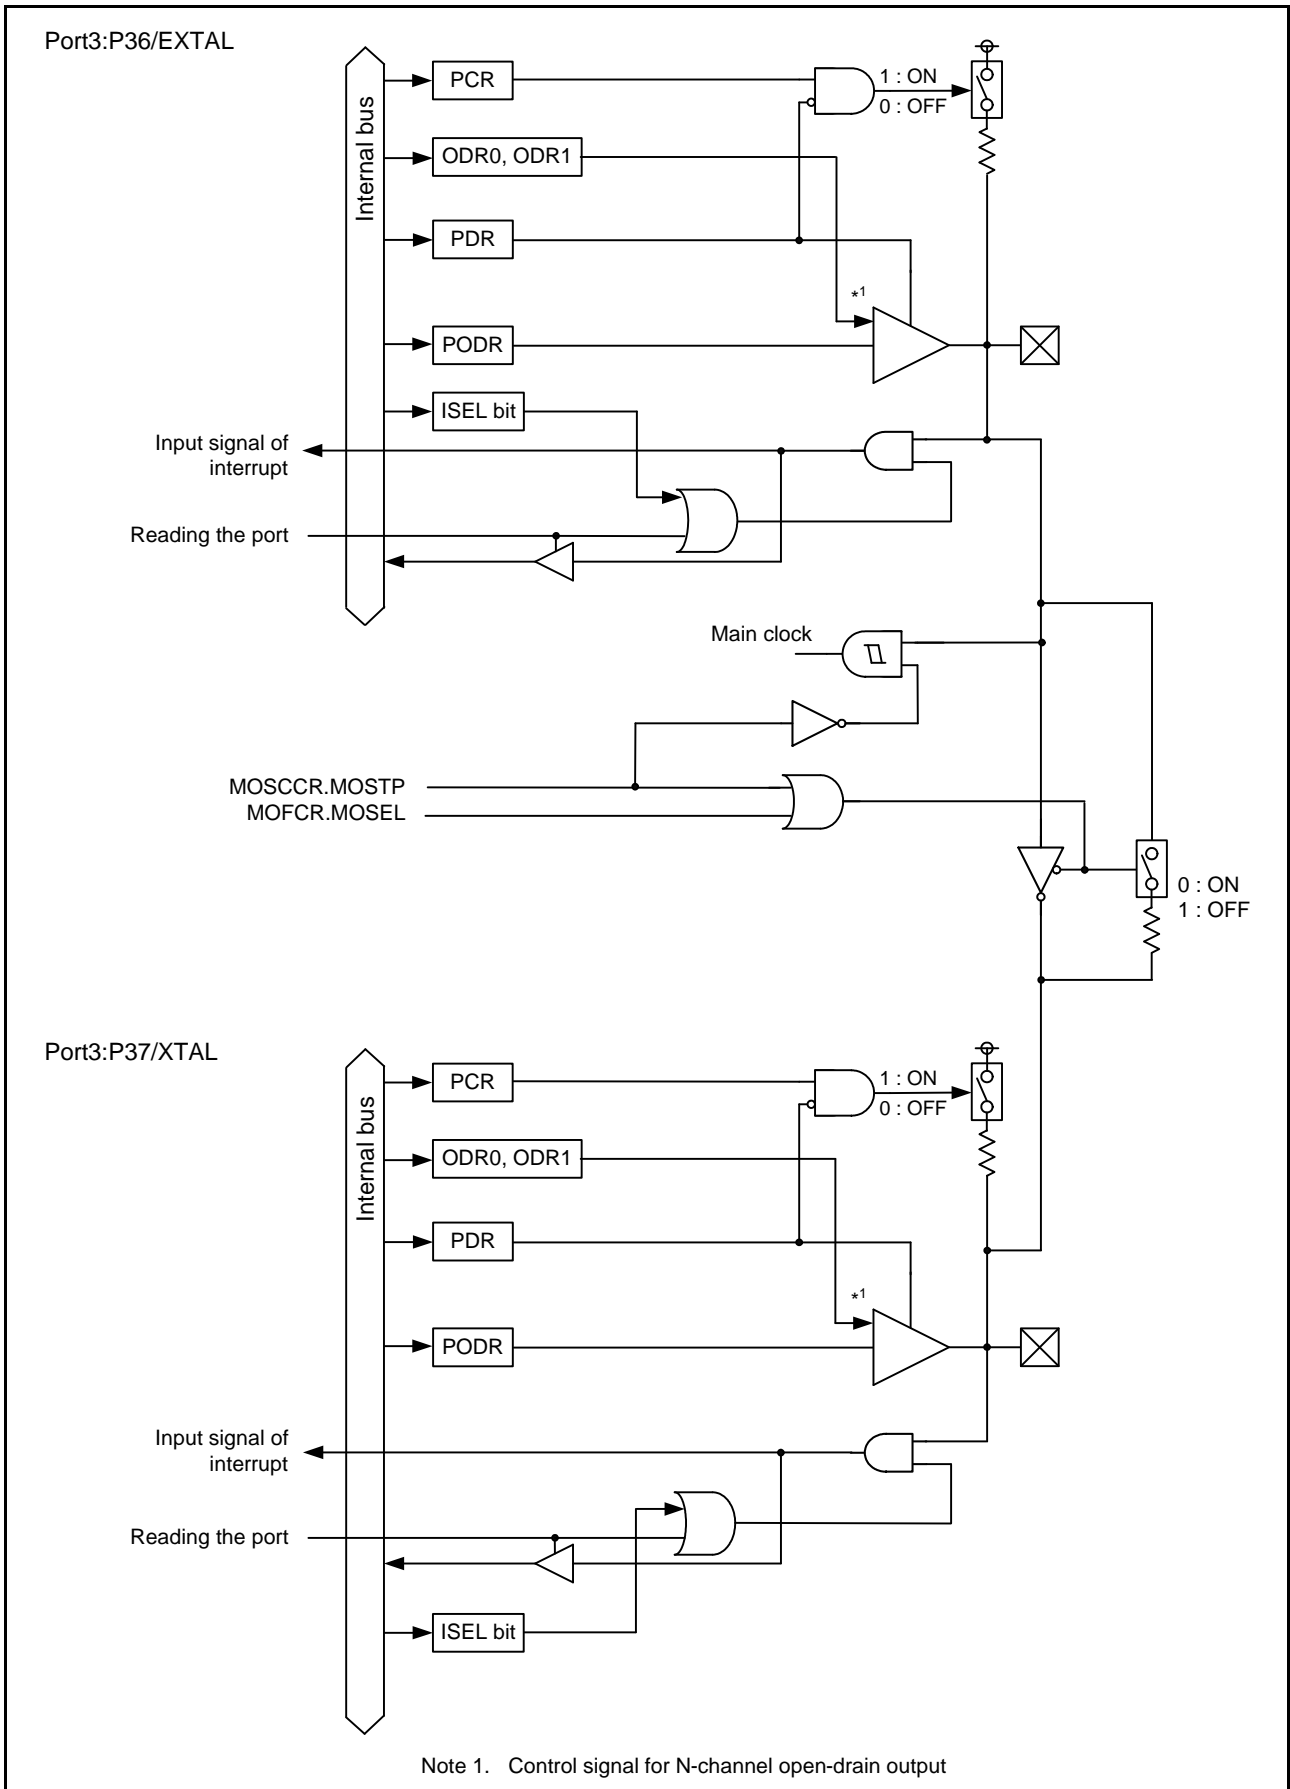 Port3:P36/EXTAL
Internal bus
PCR
1 : ON
0 : OFF
ODR0, ODR1
PDR
*1
PODR
ISEL bit
Input signal of
interrupt
Reading the port
Main clock
MOSCCR.MOSTP
MOFCR.MOSEL
0 : ON
1 : OFF
Port3:P37/XTAL
Internal bus
PCR
1 : ON
0 : OFF
ODR0, ODR1
PDR
*1
PODR
Input signal of
interrupt
Reading the port
ISEL bit
Note 1. Control signal for N-channel open-drain output